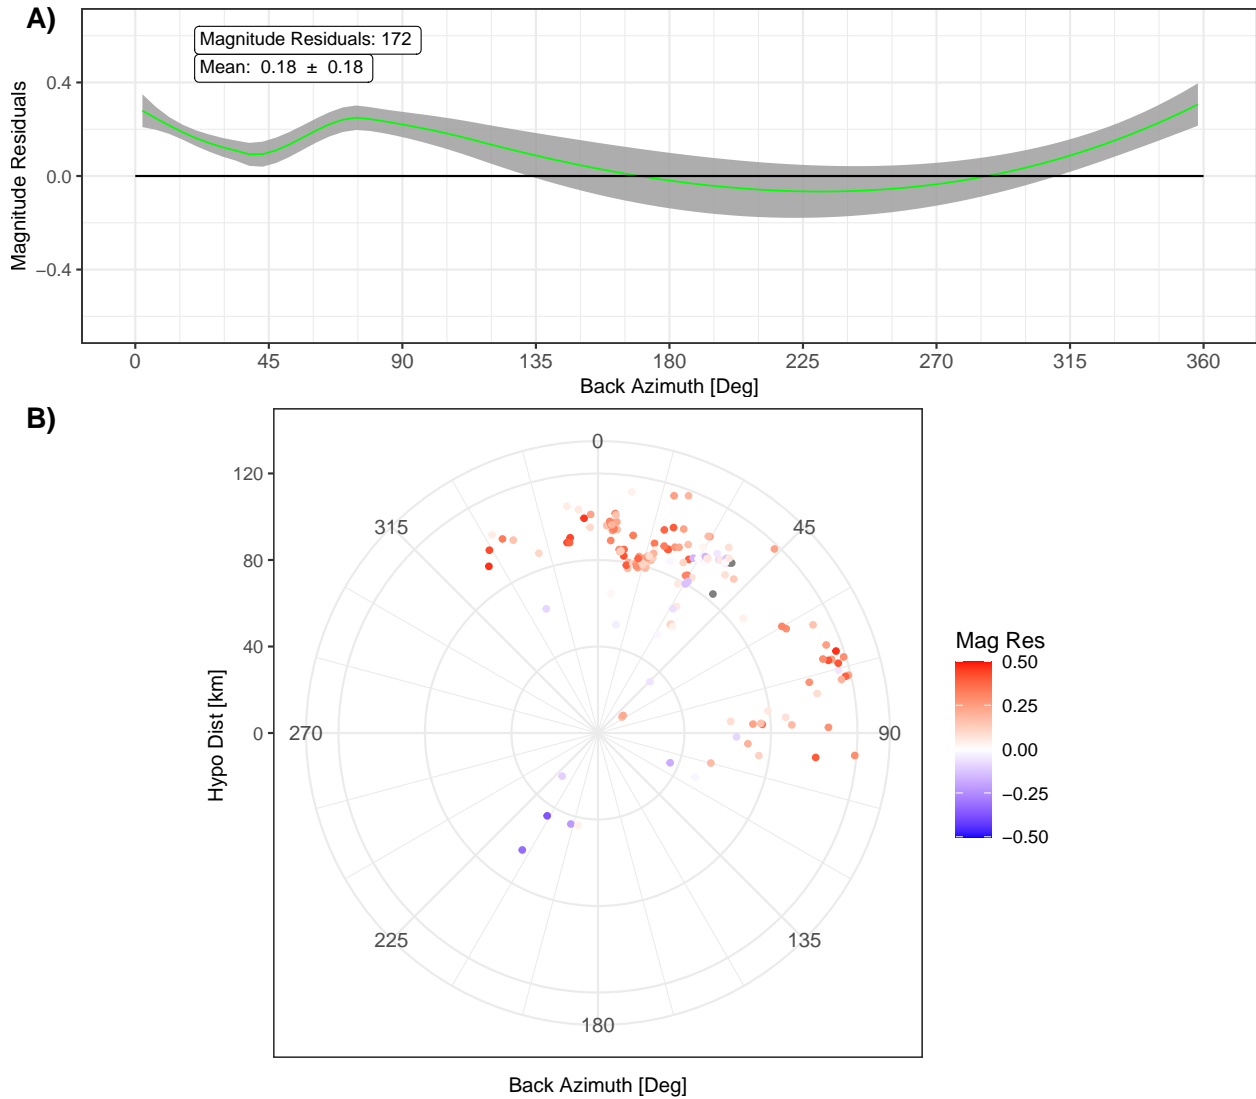 A)
Magnitude Residuals: 172
Mean:  0.18  ±  0.18
Magnitude Residuals
0.4
0.0
−0.4
0 45 90 135 180 225 270 315 360
Back Azimuth [Deg]
B)
Hypo Dist [km]
120
80
40
0
0
45
90
135
180
225
270
315
Back Azimuth [Deg]
Mag Res
0.50
0.25
0.00
−0.25
−0.50